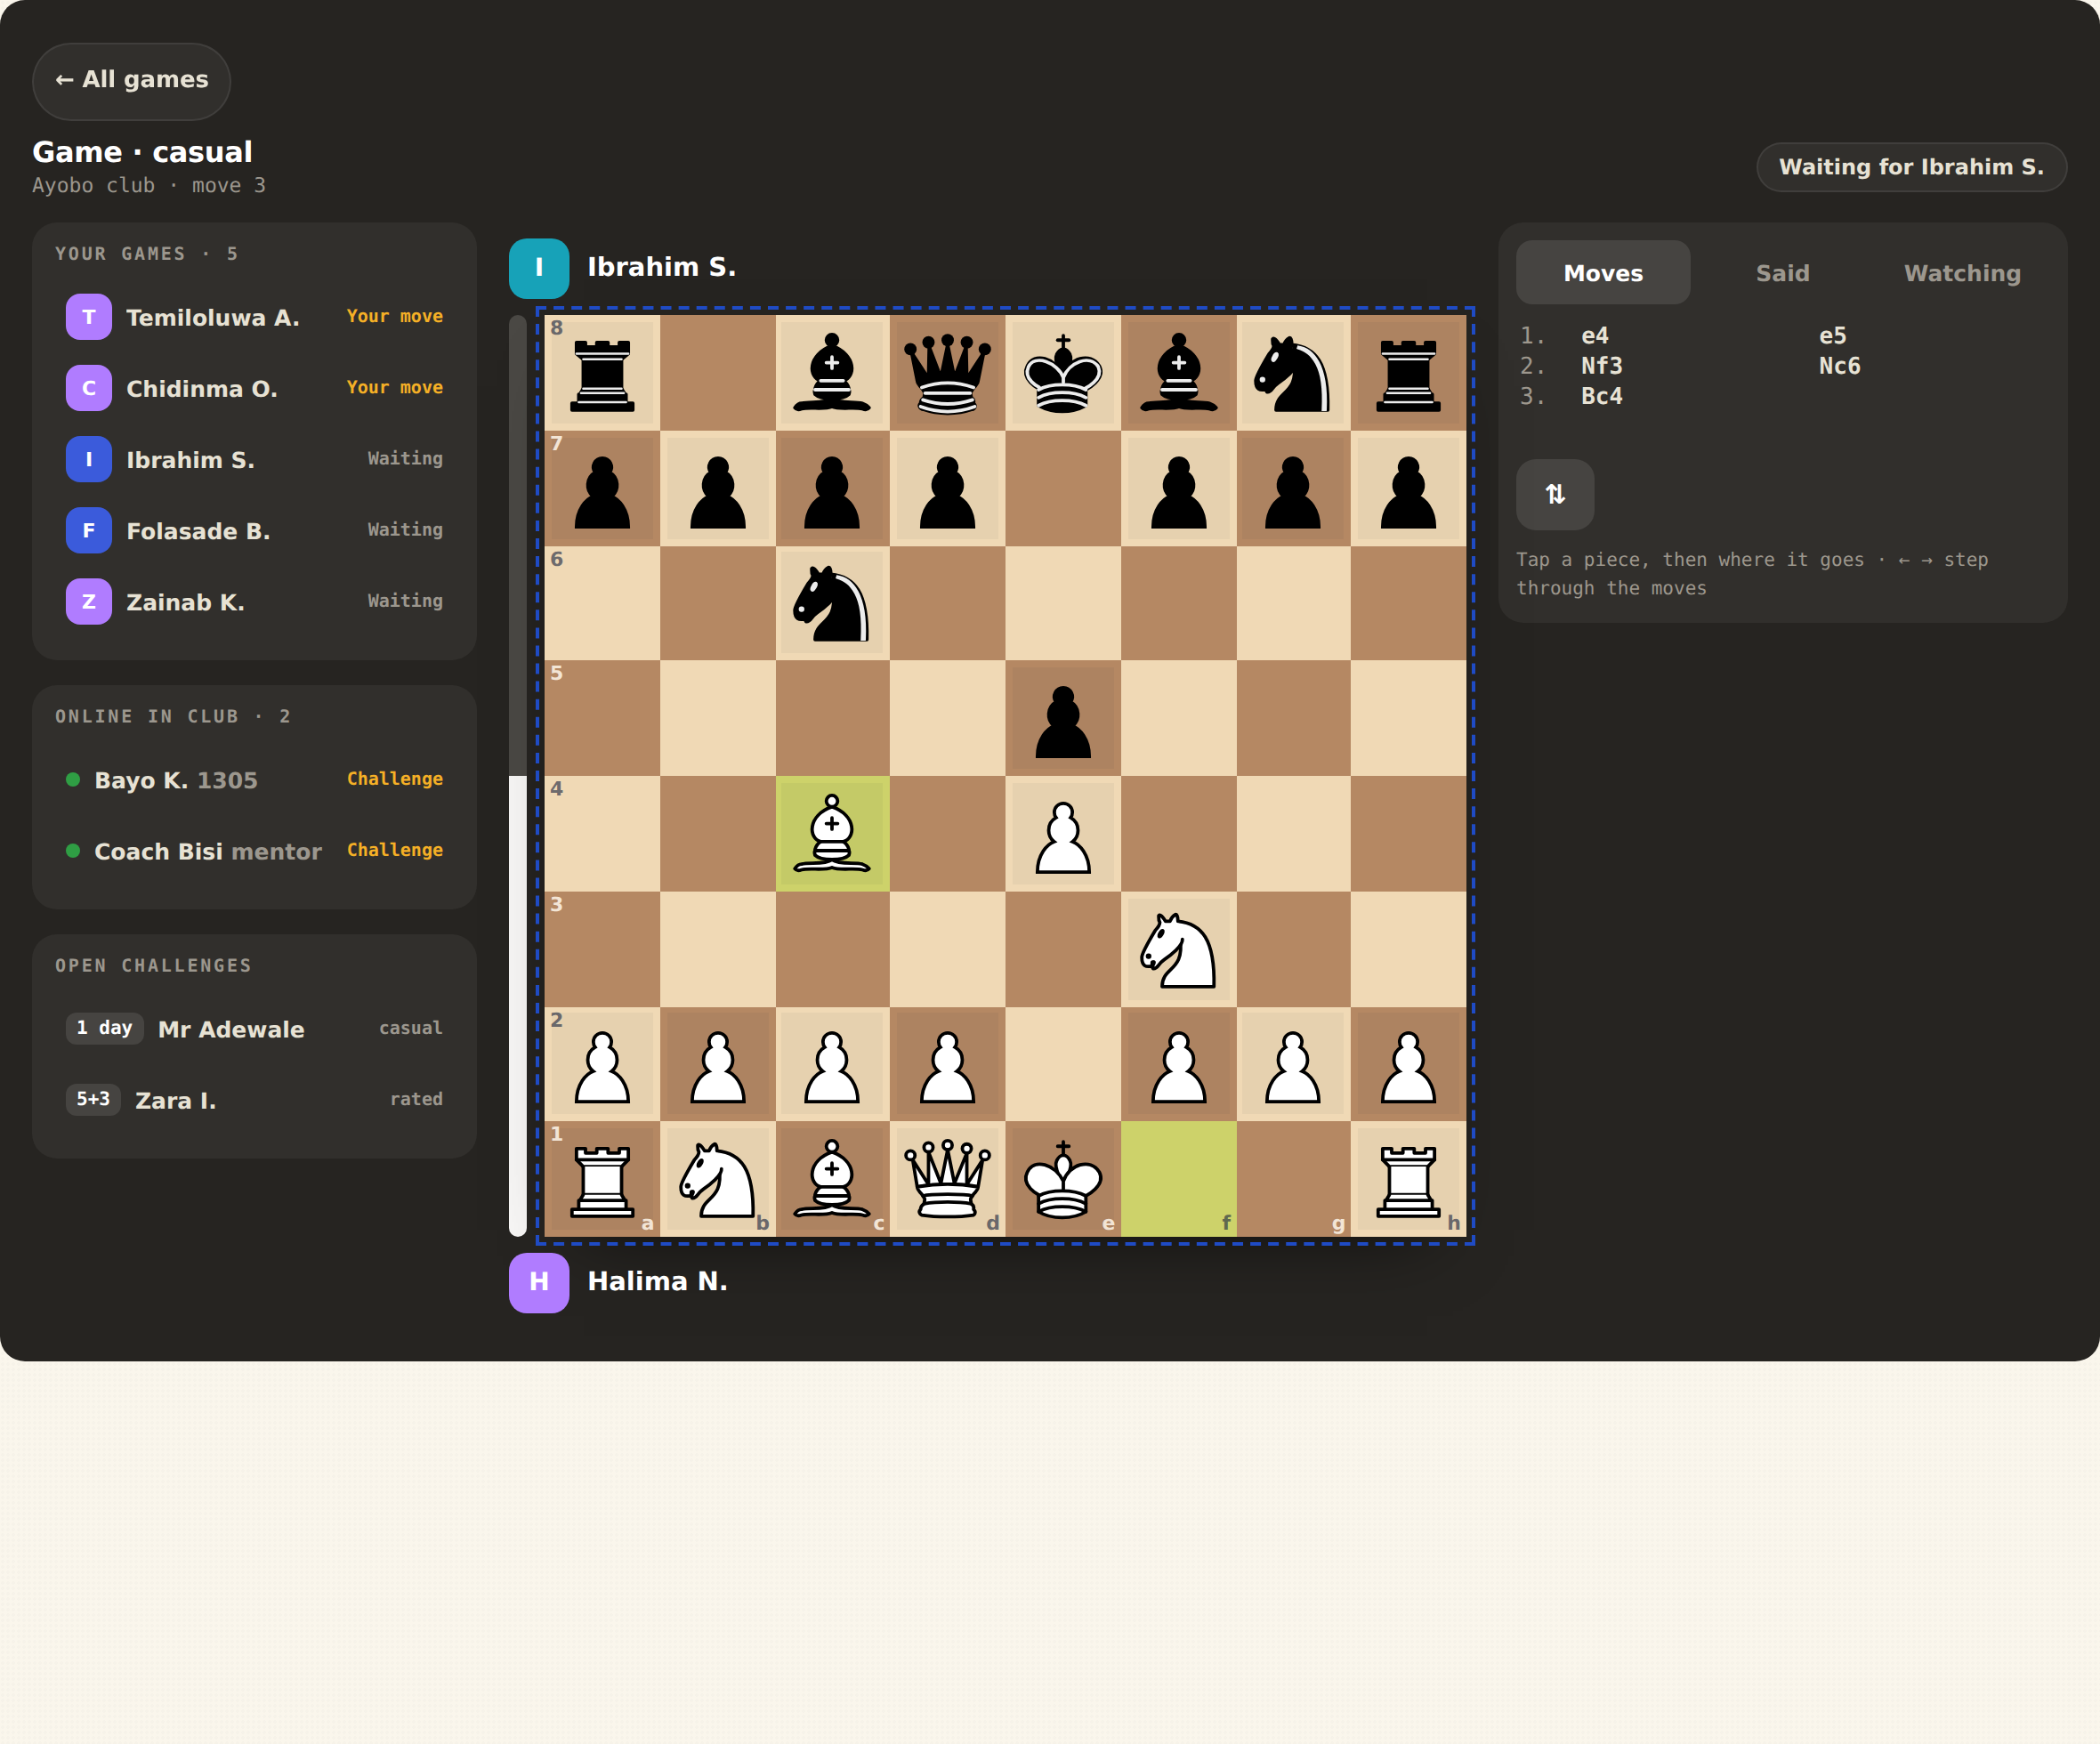 ← All games
Game · casual
Ayobo club · move 3
Waiting for Ibrahim S.
YOUR GAMES · 5
T Temiloluwa A. Your move
C Chidinma O. Your move
I Ibrahim S. Waiting
F Folasade B. Waiting
Z Zainab K. Waiting
ONLINE IN CLUB · 2
Bayo K. 1305 Challenge
Coach Bisi mentor Challenge
OPEN CHALLENGES
1 day Mr Adewale casual
5+3 Zara I. rated
I Ibrahim S.
8
7
6
5
4
3
2
1
a b c d e f g h
H Halima N.
Moves Said Watching
1. e4 e5
2. Nf3 Nc6
3. Bc4
⇅
Tap a piece, then where it goes · ← → step
through the moves